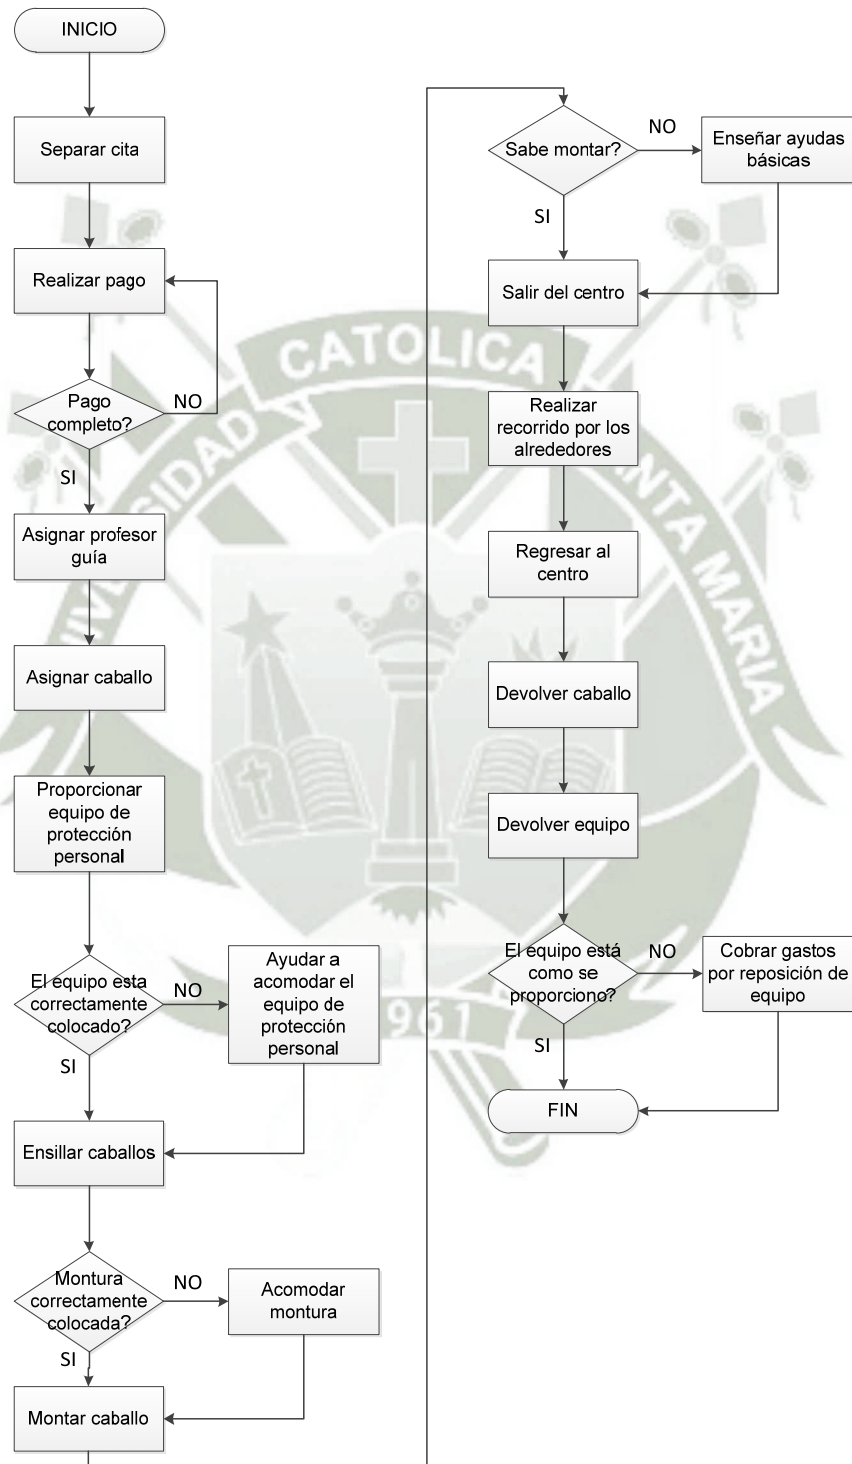 INICIO
Separar cita
Realizar pago
Pago
completo?
NO
SI
Asignar profesor
guía
Asignar caballo
Proporcionar
equipo de
protección
personal
El equipo esta
correctamente
colocado?
NO
Ayudar a
acomodar el
equipo de
protección
personal
SI
Ensillar caballos
Montura
correctamente
colocada?
NO
Acomodar
montura
SI
Montar caballo
Sabe montar?
NO
Enseñar ayudas
básicas
SI
Salir del centro
Realizar
recorrido por los
alrededores
Regresar al
centro
Devolver caballo
Devolver equipo
El equipo está
como se
proporciono?
NO
Cobrar gastos
por reposición de
equipo
SI
FIN
CATOLICA
MARIA
961